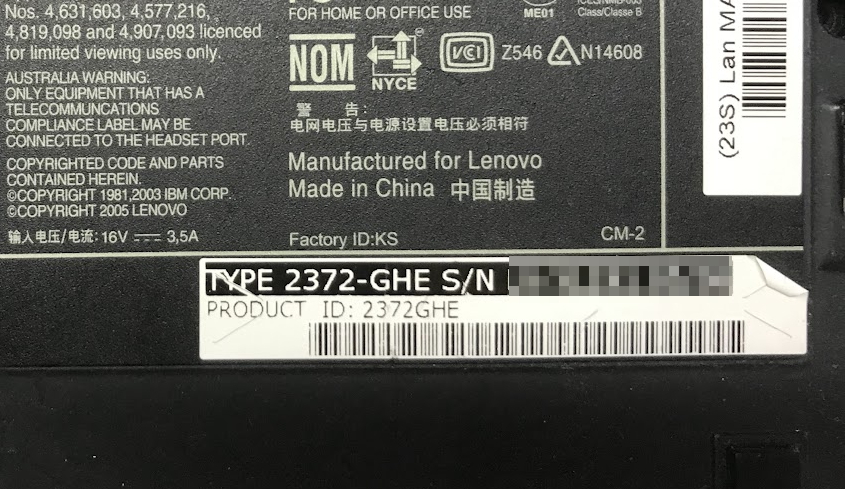 Nos. 4,631,603, 4,577,216,
4,819,098 and 4,907,093 licenced
for limited viewing uses only.
AUSTRALIA WARNING:
ONLY EQUIPMENT THAT HAS A
TELECOMMUNCATIONS
COMPLIANCE LABEL MAY BE
CONNECTED TO THE HEADSET PORT.
COPYRIGHTED CODE AND PARTS
CONTAINED HEREIN.
©COPYRIGHT 1981,2003 IBM CORP.
©COPYRIGHT 2005 LENOVO
输入电压/电流: 16V 3,5A
FOR HOME OR OFFICE USE
ME01
Class/Classe B
NOM
NYCE
VCI
Z546
N14608
警 告:
电网电压与电源设置电压必须相符
Manufactured for Lenovo
Made in China 中国制造
Factory ID:KS
CM-2
(23S) Lan MA
TYPE 2372-GHE S/N
PRODUCT ID: 2372GHE